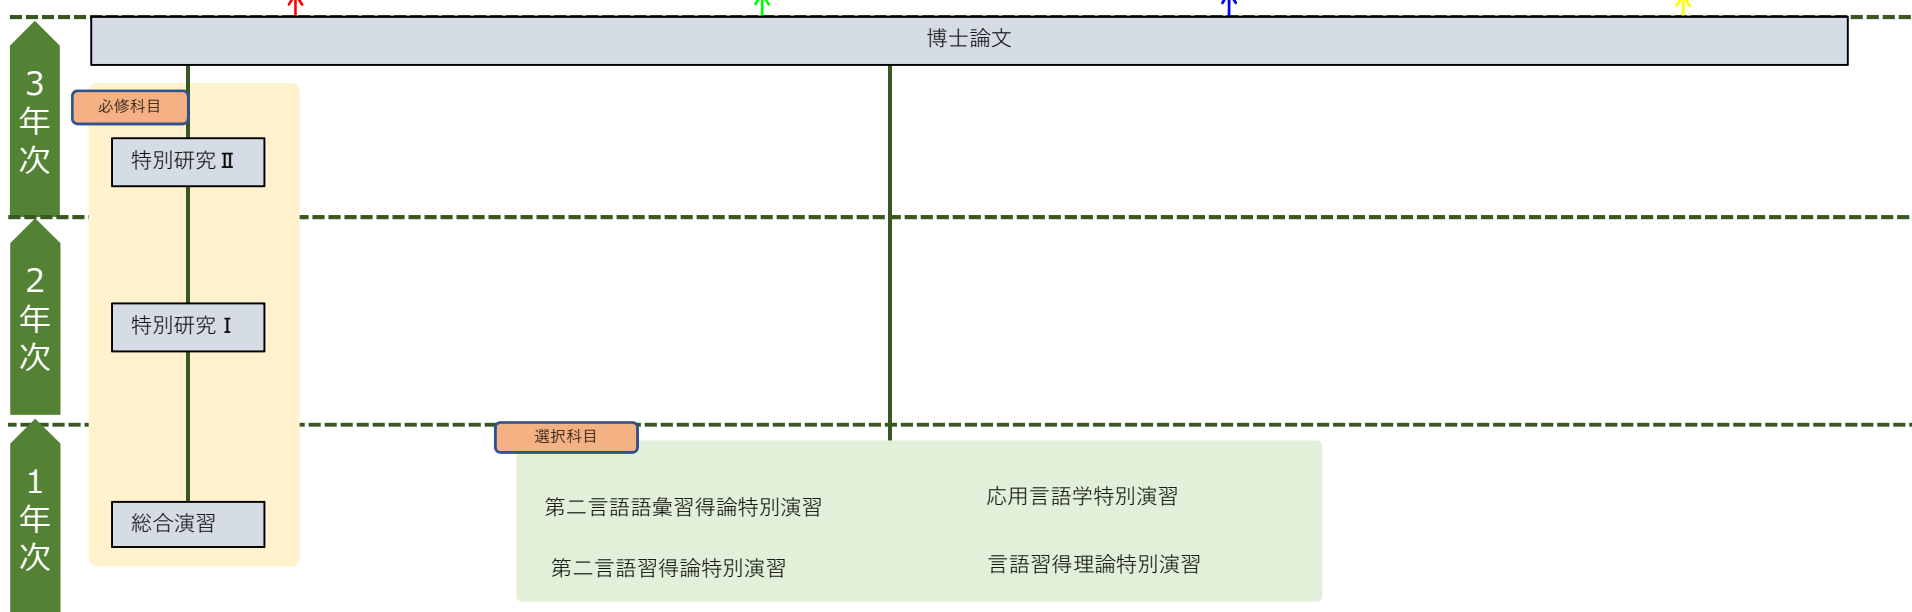 博士論文
3年次
必修科目
特別研究Ⅱ
2年次
特別研究Ⅰ
1年次
選択科目
第二言語語彙習得論特別演習
応用言語学特別演習
総合演習
第二言語習得論特別演習
言語習得理論特別演習